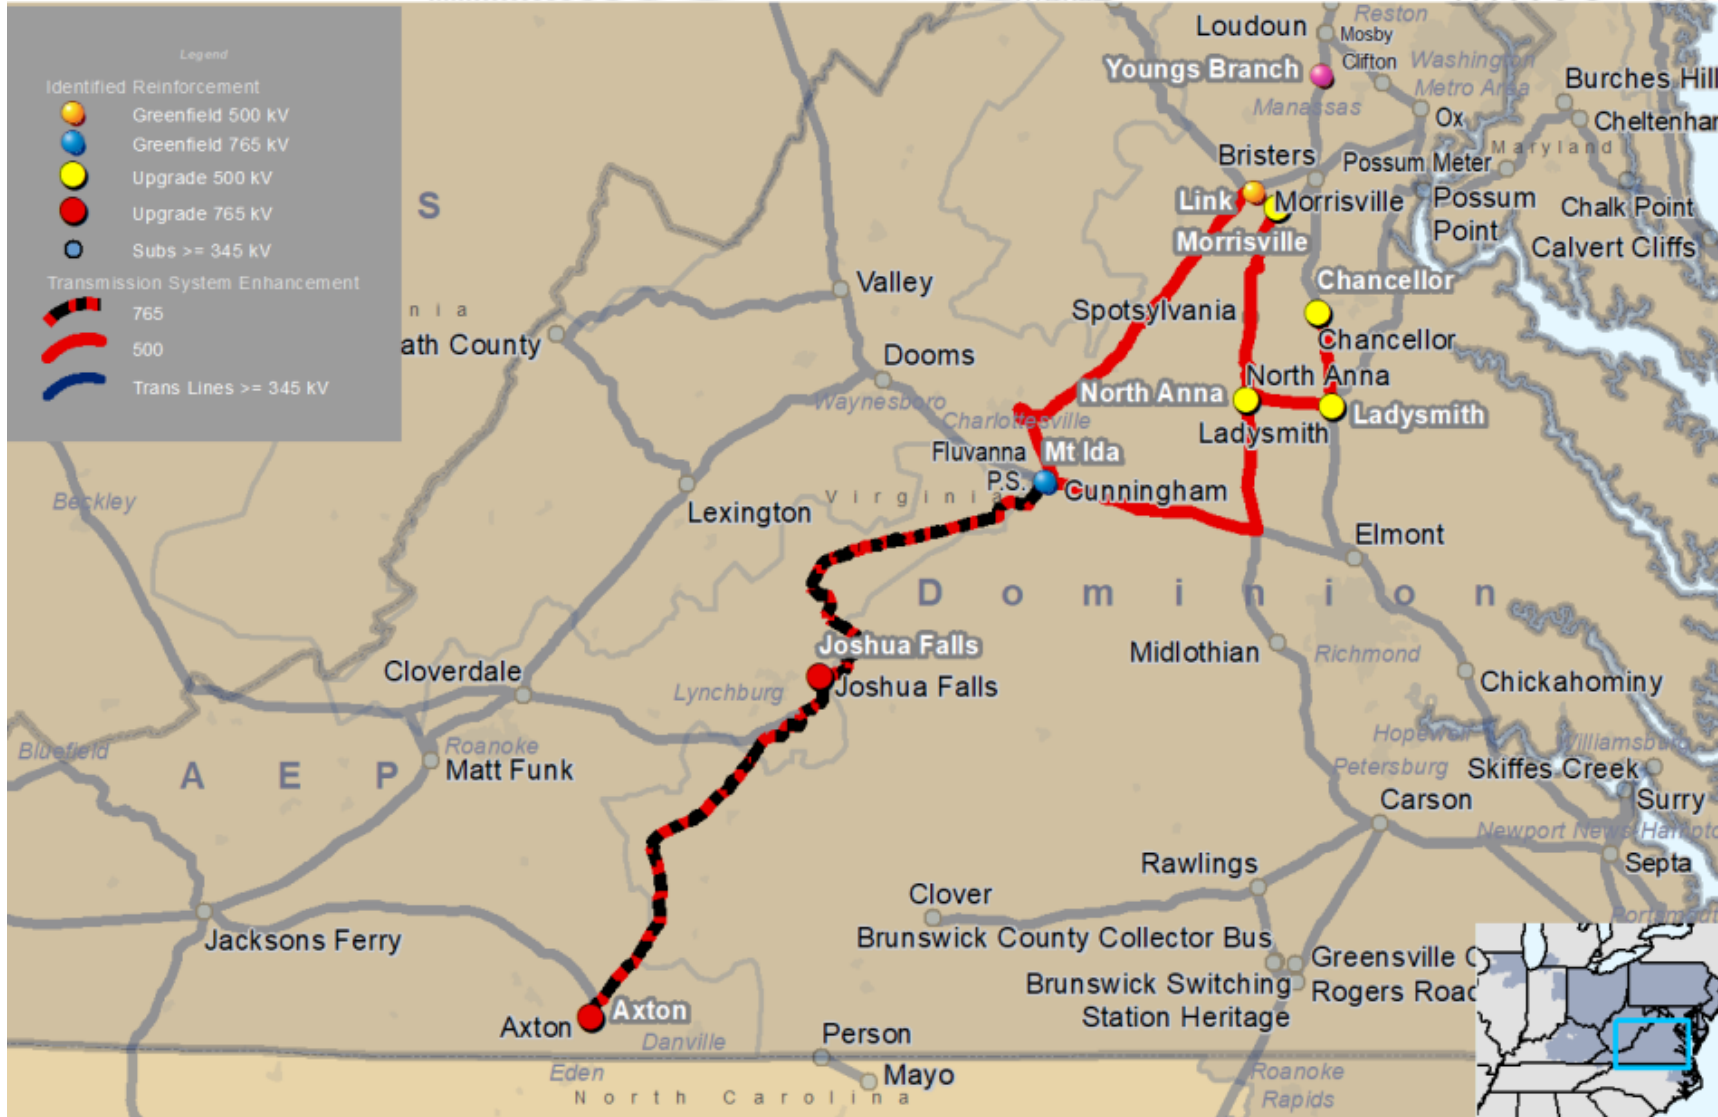 Legend
Identified Reinforcement
Greenfield 500 kV
Greenfield 765 kV
Upgrade 500 kV
Upgrade 765 kV
Subs >= 345 kV
Transmission System Enhancement
765
500
Trans Lines >= 345 kV
Reston
Loudoun
Mosby
Youngs Branch
Clifton
Washington
Metro Area
Burches Hill
Manassas
Ox
Cheltenham
Maryland
Bristers
Possum Meter
S
Link
Morrisville
Possum
Point
Chalk Point
Morrisville
Calvert Cliffs
Valley
Chancellor
nia
Spotsylvania
ath County
Chancellor
Dooms
North Anna
North Anna
Waynesboro
Charlottesville
Ladysmith
Ladysmith
Fluvanna
Mt Ida
P.S.
Cunningham
Virginia
Beckley
Lexington
Elmont
Dominion
Joshua Falls
Midlothian
Richmond
Cloverdale
Lynchburg
Joshua Falls
Chickahominy
Hopewell
Williamsburg
Bluefield
Roanoke
Matt Funk
AEP
Petersburg
Skiffes Creek
Carson
Surry
Newport News-Hampto
Rawlings
Septa
Clover
Portsmout
Jacksons Ferry
Brunswick County Collector Bus
Greensville C
Brunswick Switching
Rogers Road
Station Heritage
Axton
Axton
Danville
Person
Eden
Mayo
Roanoke
Rapids
North Carolina